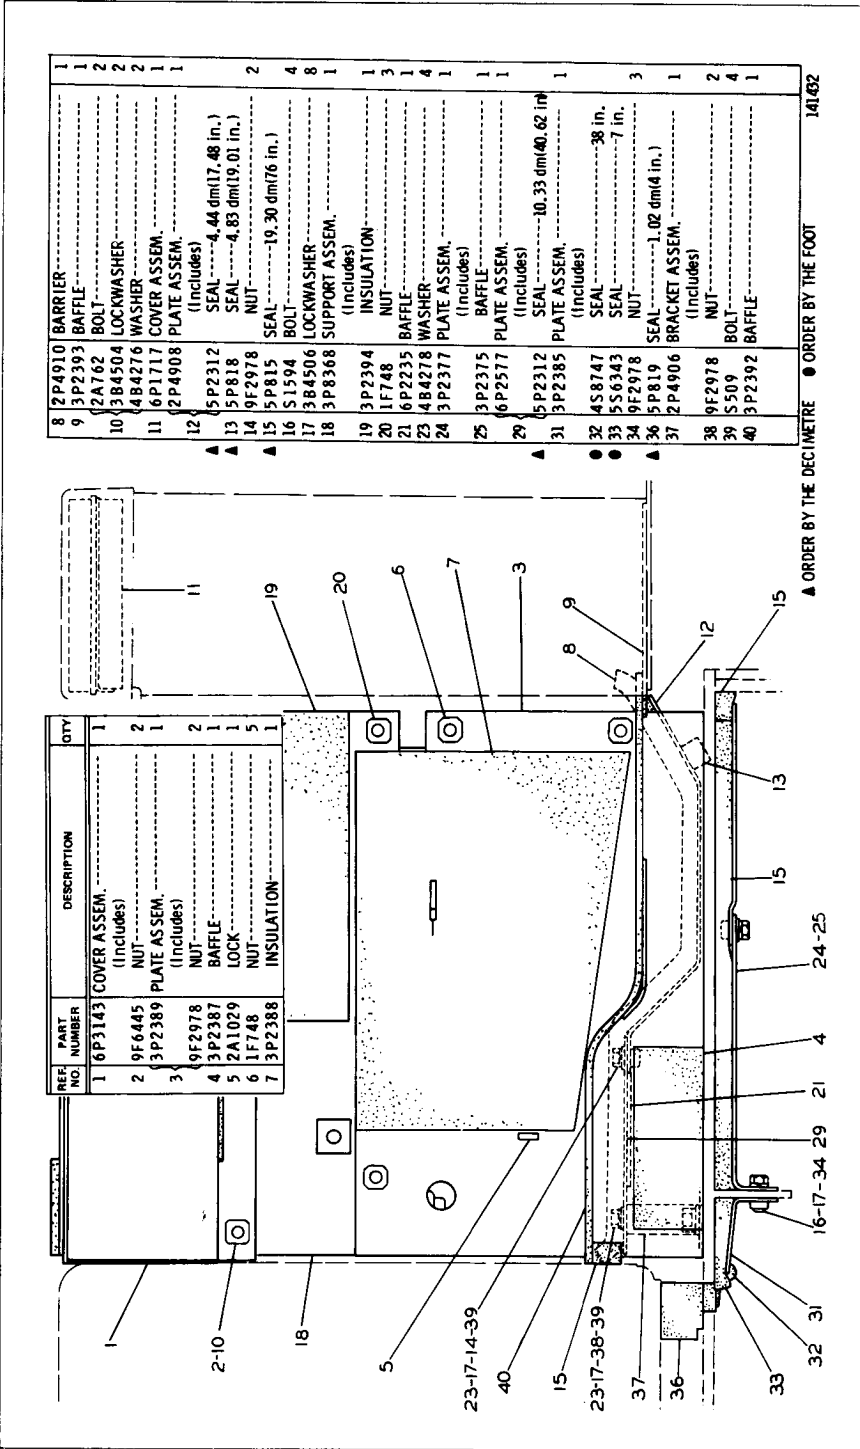 REF. NO. PART NUMBER DESCRIPTION QTY
1 6P3143 COVER ASSEM. 1
(Includes)
2 9F6445 NUT 2
3P2389 PLATE ASSEM. 1
3 (Includes)
9F2978 NUT 2
4 3P2387 BAFFLE 1
5 2A1029 LOCK 1
6 1F748 NUT 5
7 3P2388 INSULATION 1
8 2P4910 BARRIER 1
9 3P2393 BAFFLE 1
2A762 BOLT 2
10 3B4504 LOCKWASHER 2
4B4276 WASHER 2
11 6P1717 COVER ASSEM. 1
2P4908 PLATE ASSEM. 1
12 (Includes)
▲ 5P2312 SEAL 4.44 dm(17.48 in.)
▲ 13 5P818 SEAL 4.83 dm(19.01 in.)
14 9F2978 NUT 2
▲ 15 5P815 SEAL 19.30 dm(76 in.)
16 S1594 BOLT 4
17 3B4506 LOCKWASHER 8
18 3P8368 SUPPORT ASSEM. 1
(Includes)
19 3P2394 INSULATION 1
20 1F748 NUT 3
21 6P2235 BAFFLE 1
23 4B4278 WASHER 4
24 3P2377 PLATE ASSEM. 1
(Includes)
25 3P2375 BAFFLE 1
6P2577 PLATE ASSEM. 1
29 (Includes)
▲ 5P2312 SEAL 10.33 dm(40.62 in)
31 3P2385 PLATE ASSEM. 1
(Includes)
● 32 4S8747 SEAL 38 in.
● 33 5S6343 SEAL 7 in.
34 9F2978 NUT 3
▲ 36 5P819 SEAL 1.02 dm(4 in.)
37 2P4906 BRACKET ASSEM. 1
(Includes)
38 9F2978 NUT 2
39 S509 BOLT 4
40 3P2392 BAFFLE 1
▲ ORDER BY THE DECIMETRE ● ORDER BY THE FOOT 141432
1
2-10
18
5
23-17-14-39
40
15
23-17-38-39
37
36
33
32
31
16-17-34
29
21
4
24-25
15
13
15
12
9
8
3
7
6
20
19
11